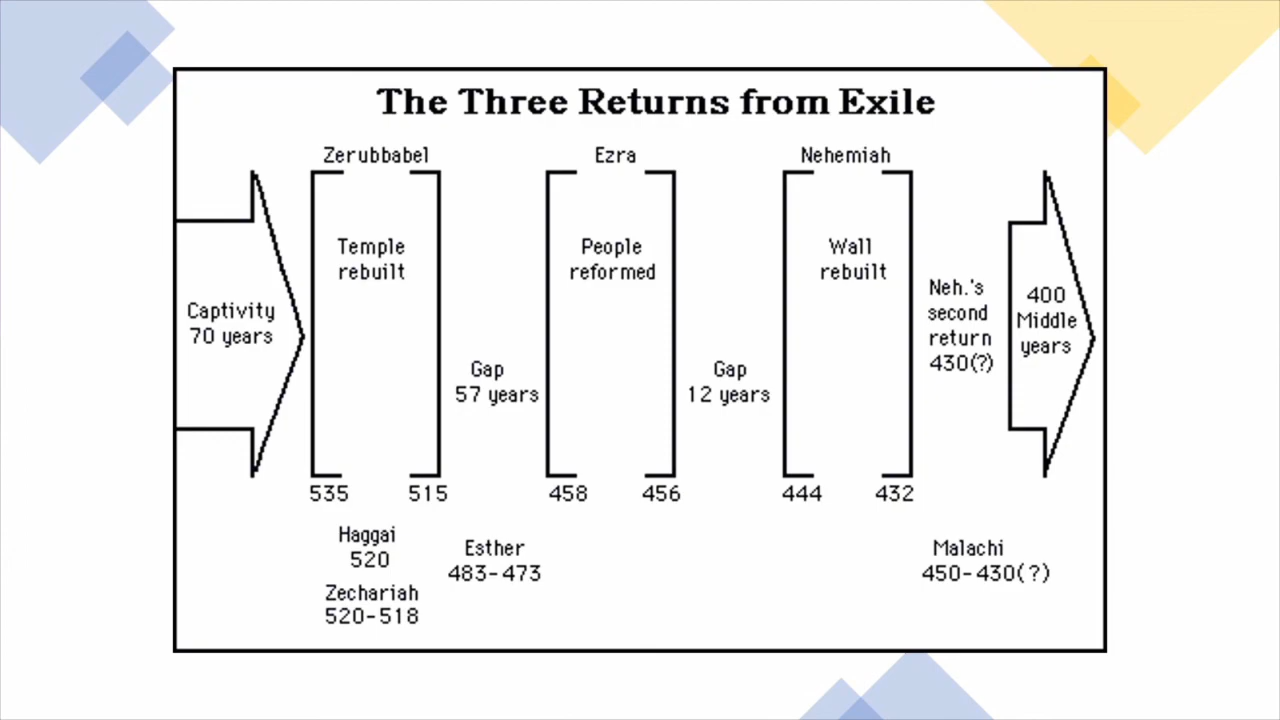 The Three Returns from Exile
Zerubbabel
Ezra
Nehemiah
Captivity
70 years
Temple
rebuilt
Gap
57 years
People
reformed
Gap
12 years
Wall
rebuilt
Neh.'s
second
return
430(?)
400
Middle
years
535
515
458
456
444
432
Haggai
520
Zechariah
520-518
Esther
483-473
Malachi
450-430(?)